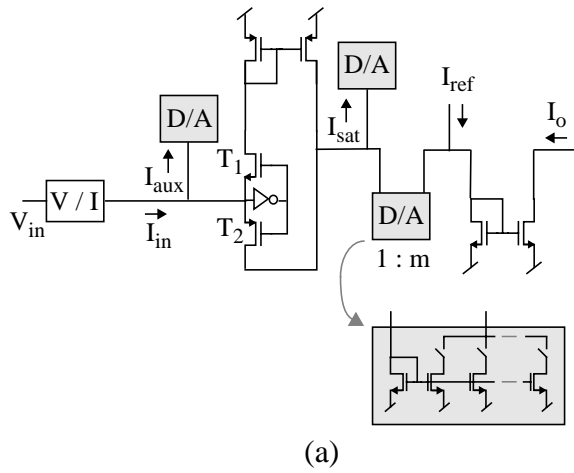 D/A
D/A
I_ref
I_o
I_sat
T_1
I_aux
V / I
V_in
I_in
T_2
D/A
1 : m
(a)